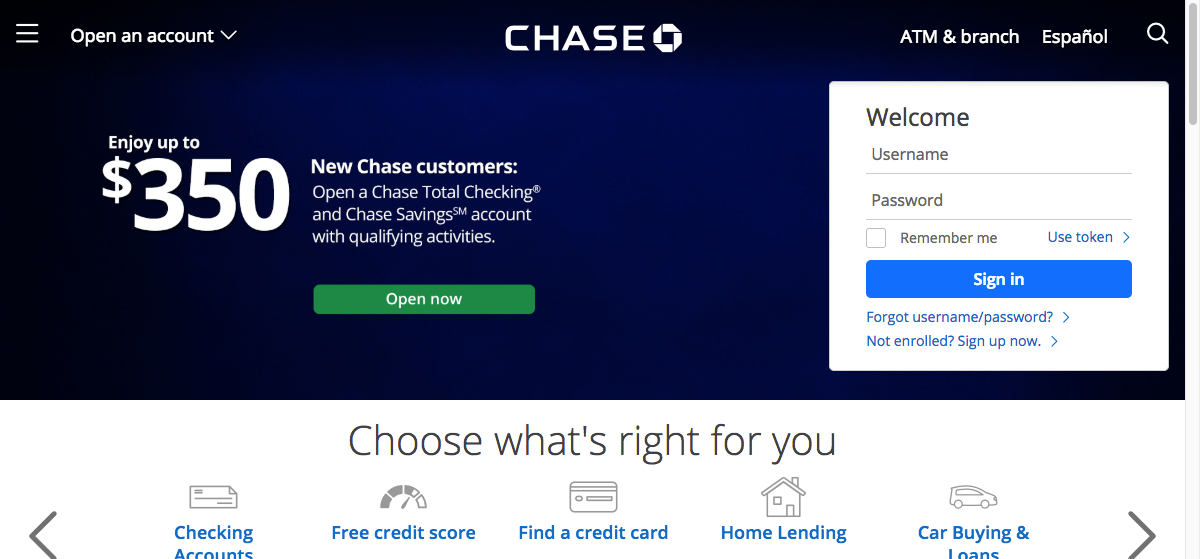 Open an account
CHASE
ATM & branch
Español
Enjoy up to
$350
New Chase customers:
Open a Chase Total Checking®
and Chase Savings℠ account
with qualifying activities.
Open now
Welcome
Username
Password
Remember me
Use token
Sign in
Forgot username/password?
Not enrolled? Sign up now.
Choose what's right for you
Checking
Accounts
Free credit score
Find a credit card
Home Lending
Car Buying &
Loans